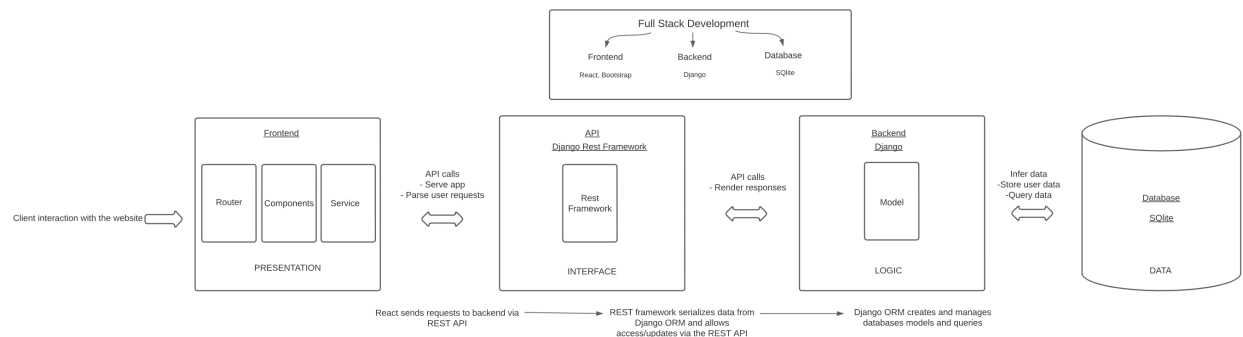 Full Stack Development
Frontend
Backend
Database
React, Bootstrap
Django
SQlite
Frontend
Router
Components
Service
PRESENTATION
Client interaction with the website
API calls
- Serve app
- Parse user requests
API
Django Rest Framework
Rest
Framework
INTERFACE
API calls
- Render responses
Backend
Django
Model
LOGIC
Infer data
-Store user data
-Query data
Database
SQlite
DATA
React sends requests to backend via
REST API
REST framework serializes data from
Django ORM and allows
access/updates via the REST API
Django ORM creates and manages
databases models and queries